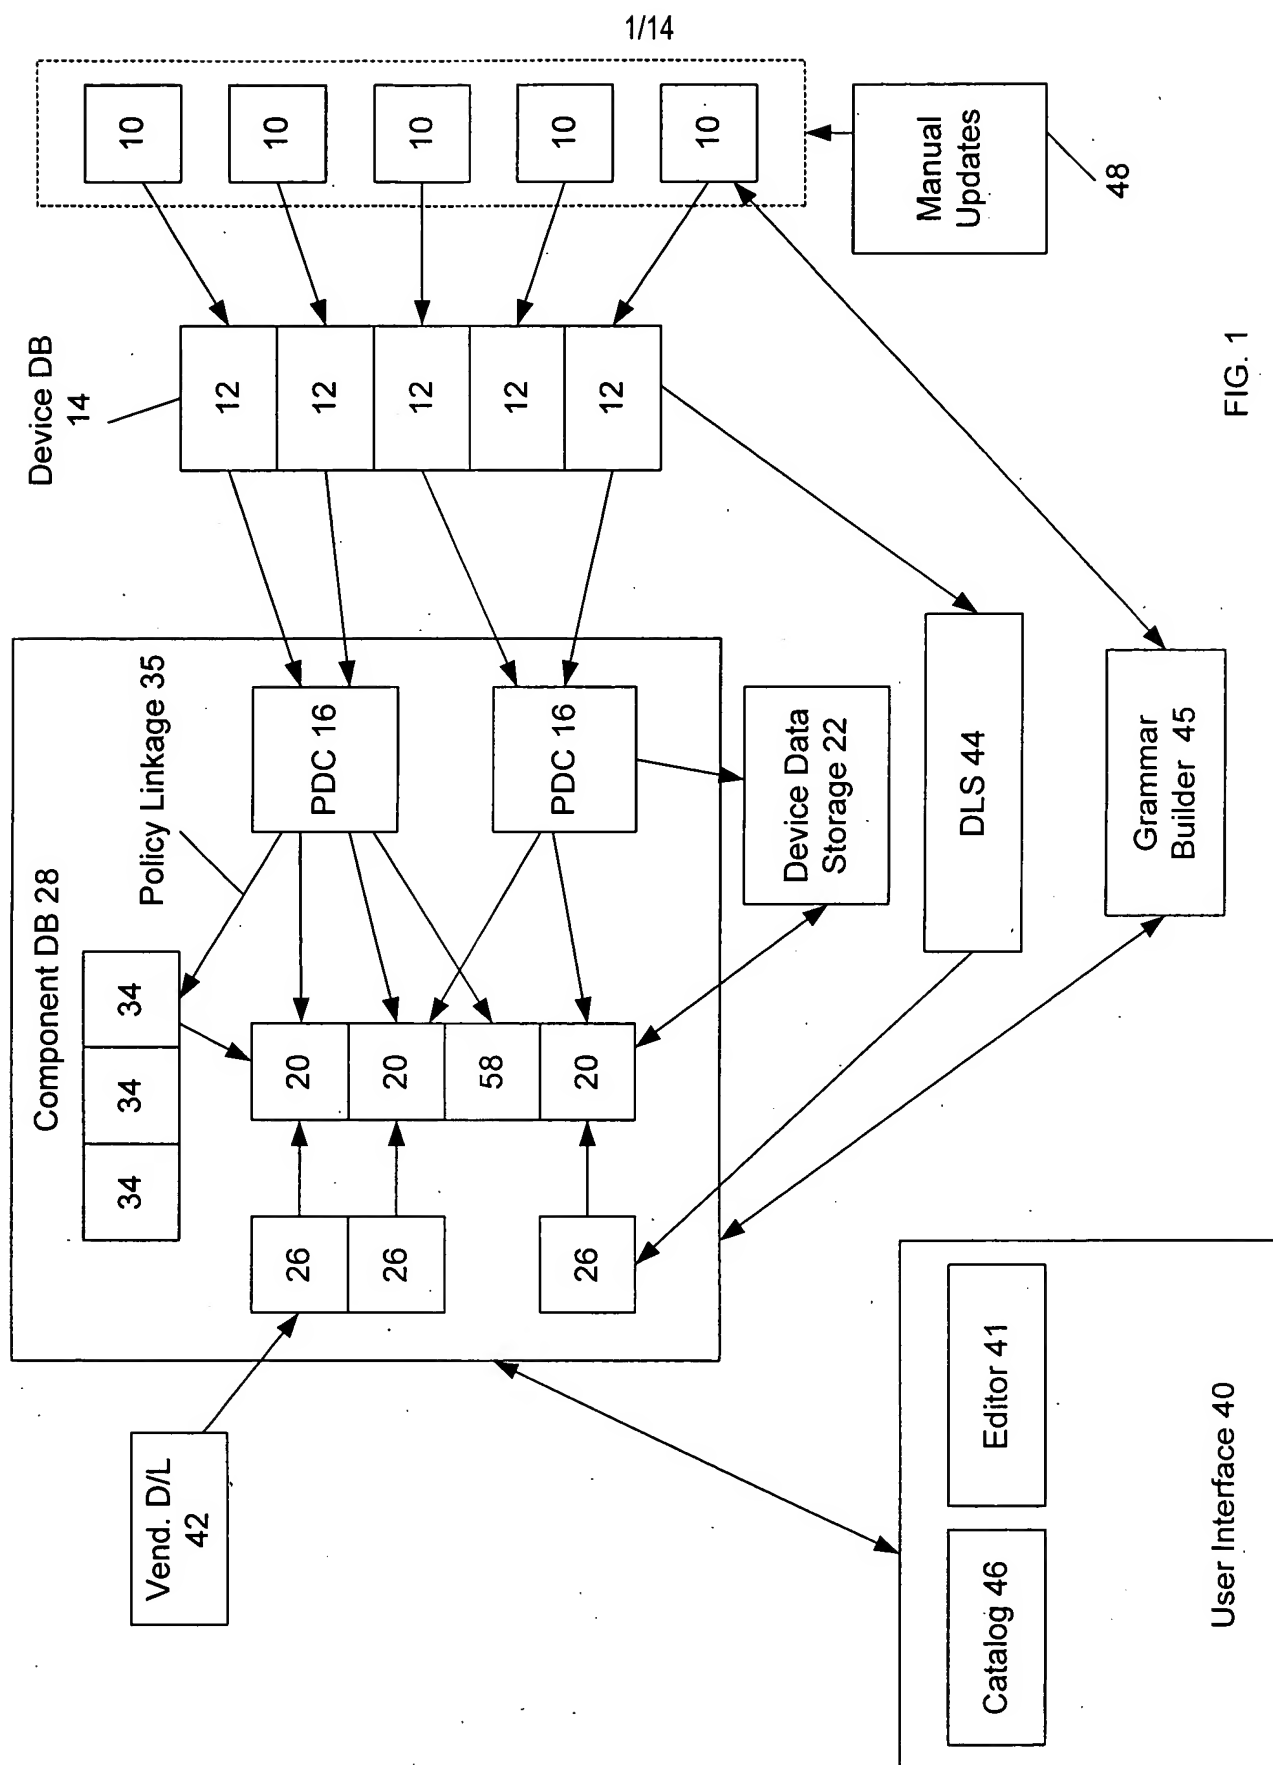 1/14
10
10
10
10
10
Manual
Updates
48
Device DB
14
12
12
12
12
12
FIG. 1
Component DB 28
Policy Linkage 35
PDC 16
PDC 16
34
34
34
20
20
58
20
26
26
26
Device Data
Storage 22
DLS 44
Grammar
Builder 45
Vend. D/L
42
Editor 41
Catalog 46
User Interface 40